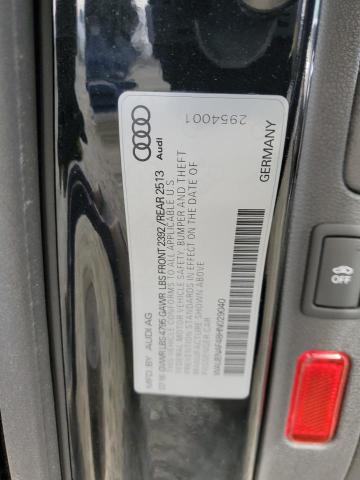 2954001
Audi
GERMANY
MFD BY AUDI AG
07/16 GVWR LBS 4795 GAWR LBS FRONT 2392/REAR 2513
THIS VEHICLE CONFORMS TO ALL APPLICABLE U.S.
FEDERAL MOTOR VEHICLE SAFETY, BUMPER AND THEFT
PREVENTION STANDARDS IN EFFECT ON THE DATE OF
MANUFACTURE SHOWN ABOVE.
PASSENGER CAR